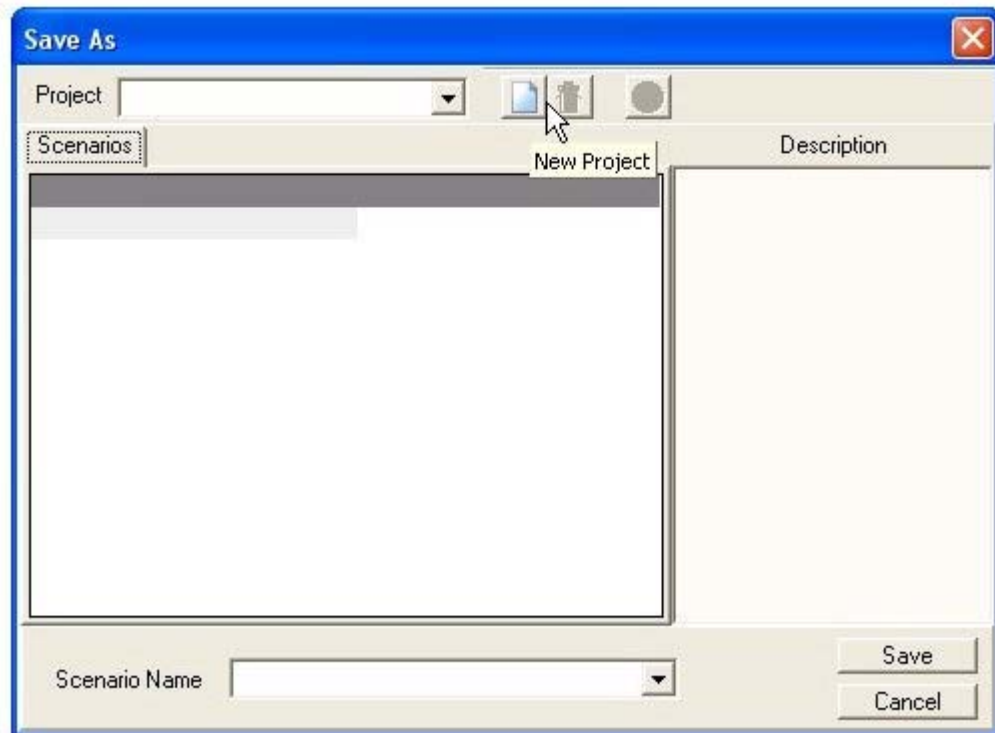 Save As
Project
Scenarios
New Project
Description
Scenario Name
Save
Cancel